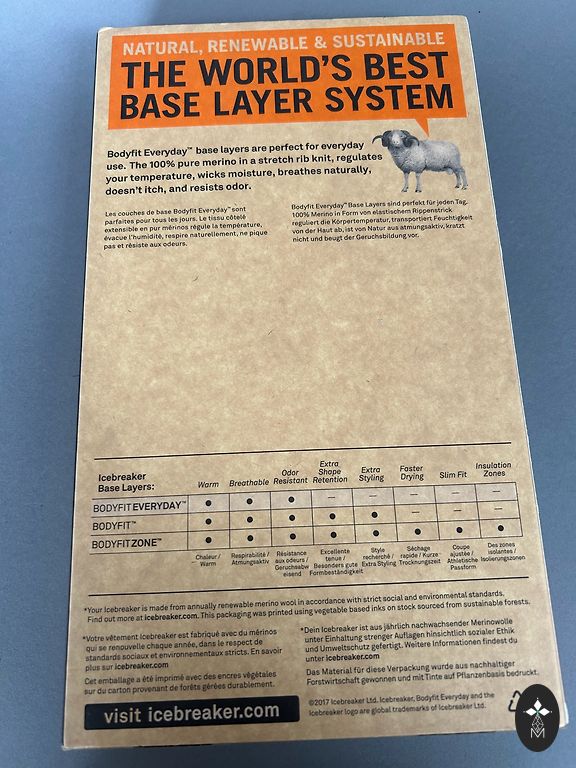 NATURAL, RENEWABLE & SUSTAINABLE
THE WORLD'S BEST
BASE LAYER SYSTEM
Bodyfit Everyday™ base layers are perfect for everyday
use. The 100% pure merino in a stretch rib knit, regulates
your temperature, wicks moisture, breathes naturally,
doesn't itch, and resists odor.
Les couches de base Bodyfit Everyday™ sont
parfaites pour tous les jours. Le tissu côtelé
extensible en pur mérinos régule la température,
évacue l'humidité, respire naturellement, ne pique
pas et résiste aux odeurs.
Bodyfit Everyday™ Base Layers sind perfekt für jeden Tag.
100% Merino in Form von elastischem Rippenstrick
reguliert die Körpertemperatur, transportiert Feuchtigkeit
von der Haut ab, ist von Natur aus atmungsaktiv, kratzt
nicht und beugt der Geruchsbildung vor.
Icebreaker
Base Layers:
Warm
Breathable
Odor
Resistant
Extra
Shape
Retention
Extra
Styling
Faster
Drying
Slim Fit
Insulation
Zones
BODYFIT EVERYDAY™ • • • – – – – –
BODYFIT™ • • • • • – – –
BODYFIT ZONE™ • • • • • • • •
Chaleur /
Warm
Respirabilité /
Atmungsaktiv
Résistance
aux odeurs /
Geruchsabw
eisend
Excellente
tenue /
Besonders gute
Formbeständigkeit
Style
recherché /
Extra Styling
Séchage
rapide / Kurze
Trocknungszeit
Coupe
ajustée /
Athletische
Passform
Des zones
isolantes /
Isolierungszonen
*Your Icebreaker is made from annually renewable merino wool in accordance with strict social and environmental standards.
Find out more at icebreaker.com. This packaging was printed using vegetable based inks on stock sourced from sustainable forests.
*Votre vêtement Icebreaker est fabriqué avec du mérinos
qui se renouvelle chaque année, dans le respect de
standards sociaux et environnementaux stricts. En savoir
plus sur icebreaker.com
Cet emballage a été imprimé avec des encres végétales
sur du carton provenant de forêts gérées durablement.
*Dein Icebreaker ist aus jährlich nachwachsender Merinowolle
unter Einhaltung strenger Auflagen hinsichtlich sozialer Ethik
und Umweltschutz gefertigt. Weitere Informationen findest du
unter icebreaker.com
Das Material für diese Verpackung wurde aus nachhaltiger
Forstwirtschaft gewonnen und mit Tinte auf Pflanzenbasis bedruckt.
visit icebreaker.com
©2017 Icebreaker Ltd. Icebreaker, Bodyfit Everyday and the
Icebreaker logo are global trademarks of Icebreaker Ltd.
M